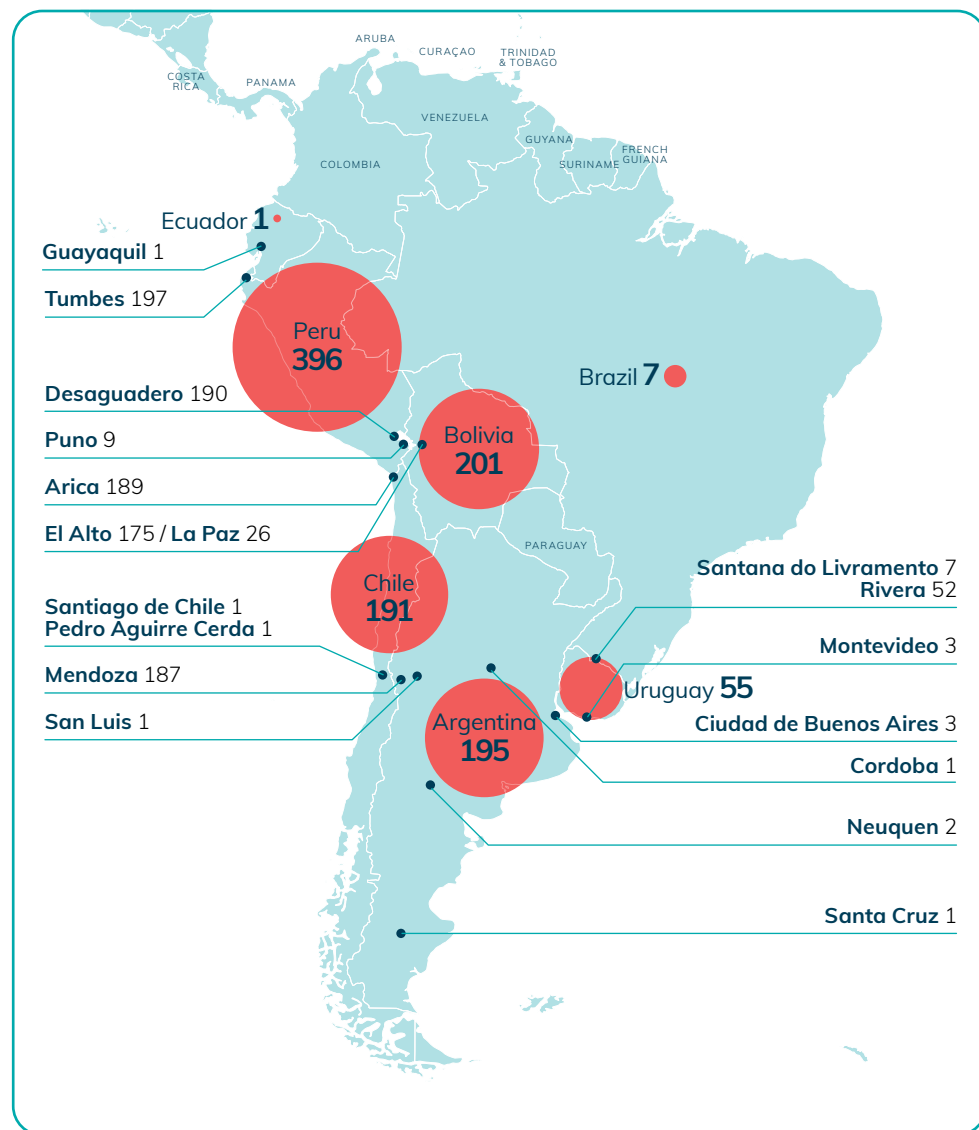 ARUBA
CURAÇAO
TRINIDAD
& TOBAGO
COSTA
RICA
PANAMA
VENEZUELA
GUYANA
FRENCH
GUIANA
SURINAME
COLOMBIA
Ecuador 1
Guayaquil 1
Tumbes 197
Peru
396
Brazil 7
Desaguadero 190
Puno 9
Bolivia
201
Arica 189
El Alto 175 / La Paz 26
PARAGUAY
Chile
191
Santana do Livramento 7
Rivera 52
Santiago de Chile 1
Pedro Aguirre Cerda 1
Montevideo 3
Mendoza 187
Uruguay 55
San Luis 1
Argentina
195
Ciudad de Buenos Aires 3
Cordoba 1
Neuquen 2
Santa Cruz 1